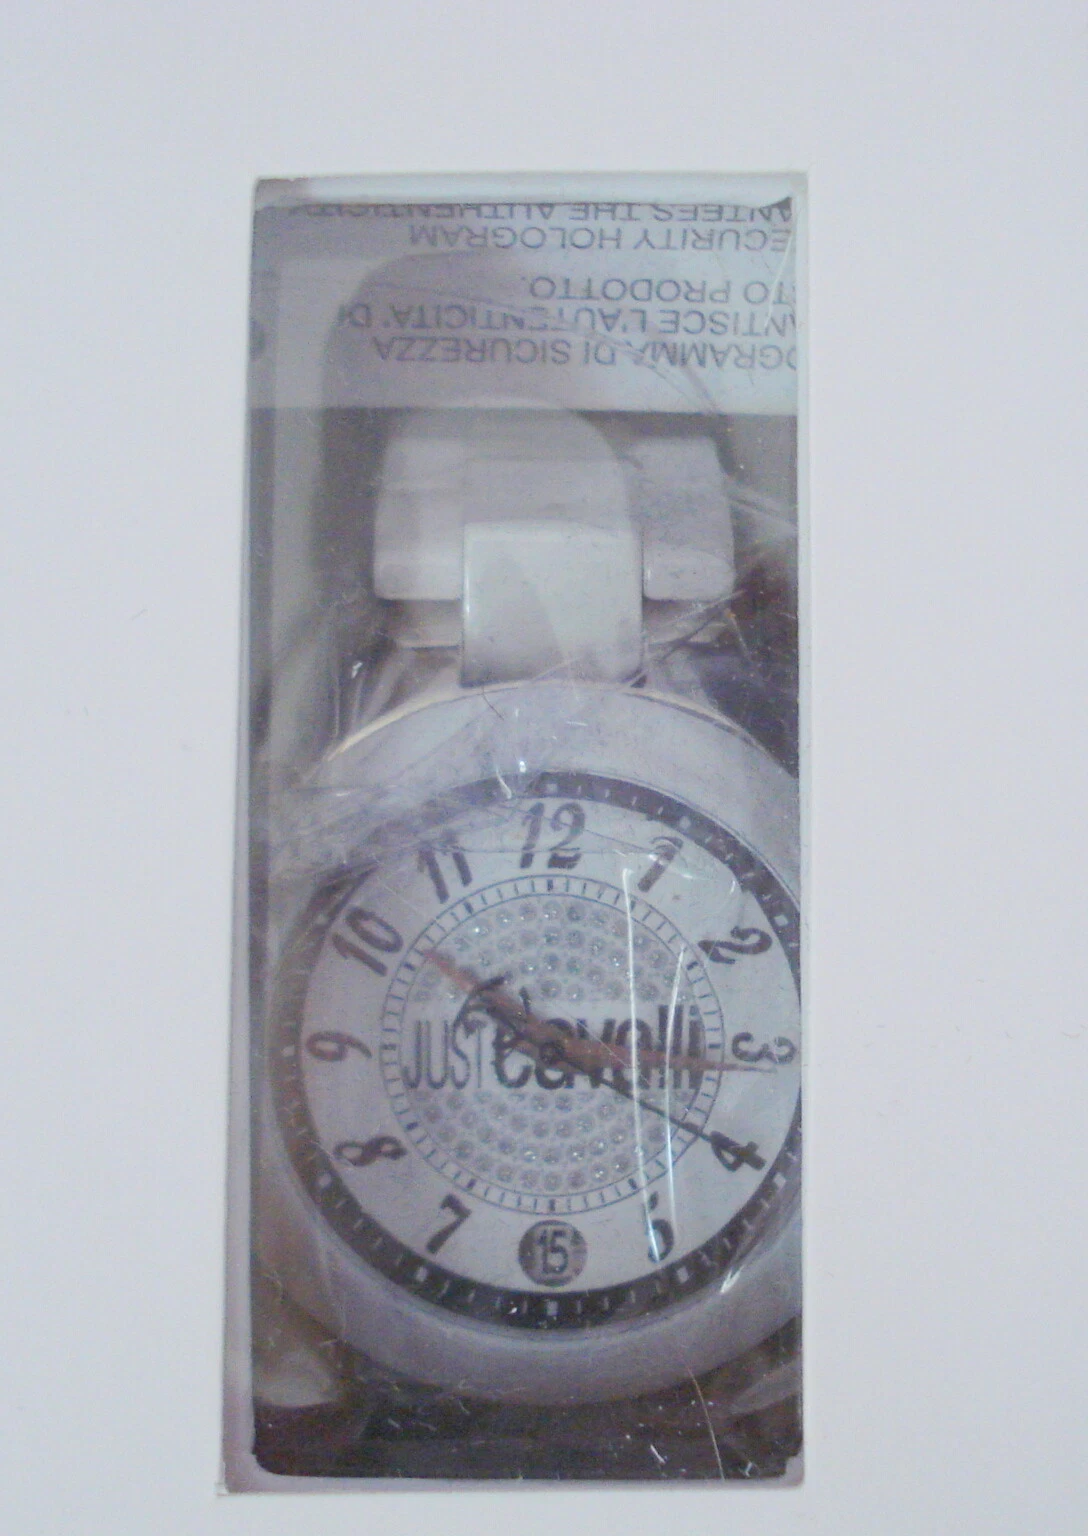 OGRAMMA DI SICUREZZA
ANTISCE L'AUTENTICITA' DI
TO PRODOTTO.
ECURITY HOLOGRAM
ANTEES THE AUTHENTICITY
12
11 1
10 2
JUST Cavalli
9 3
8 4
7 5
15